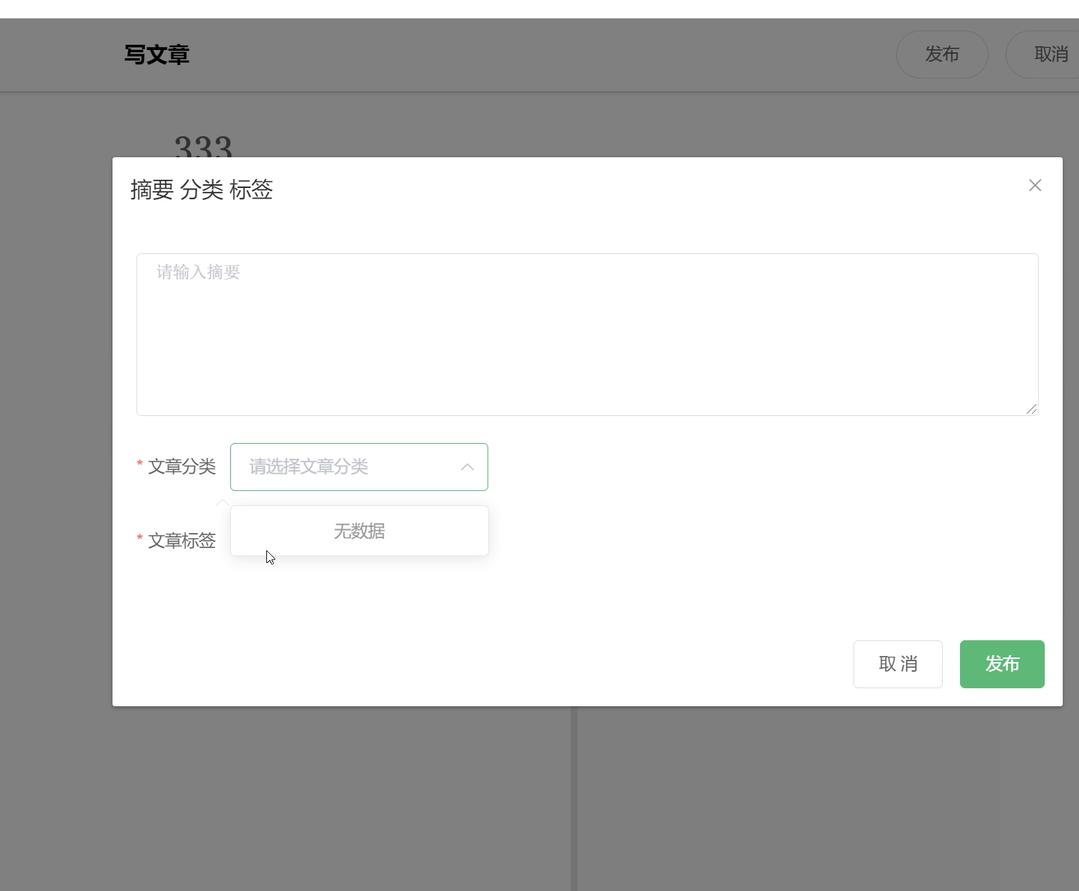 写文章
发布
取消
333
摘要 分类 标签
请输入摘要
* 文章分类
请选择文章分类
无数据
* 文章标签
取 消
发布